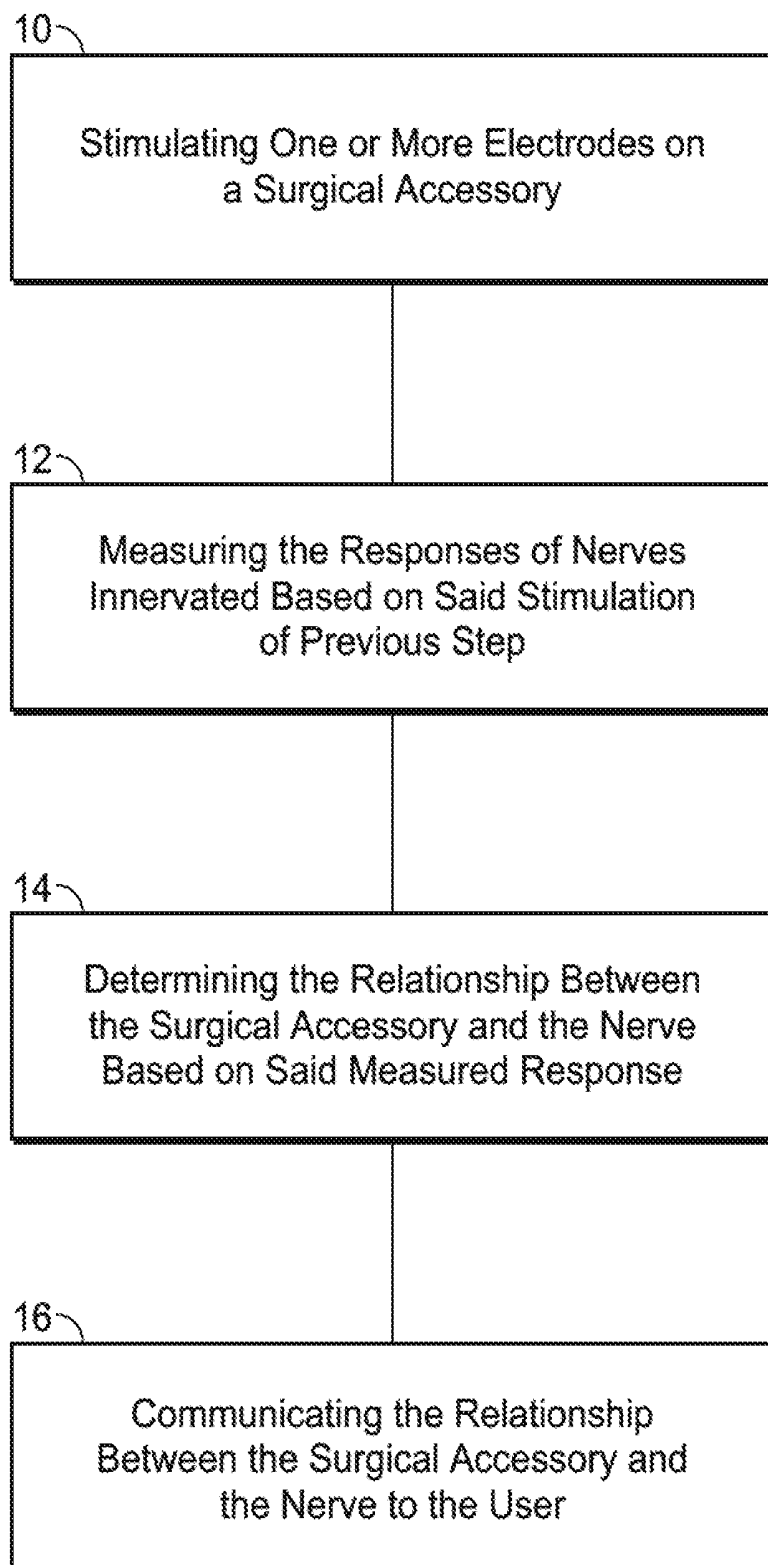 10
Stimulating One or More Electrodes on
a Surgical Accessory
12
Measuring the Responses of Nerves
Innervated Based on Said Stimulation
of Previous Step
14
Determining the Relationship Between
the Surgical Accessory and the Nerve
Based on Said Measured Response
16
Communicating the Relationship
Between the Surgical Accessory and
the Nerve to the User